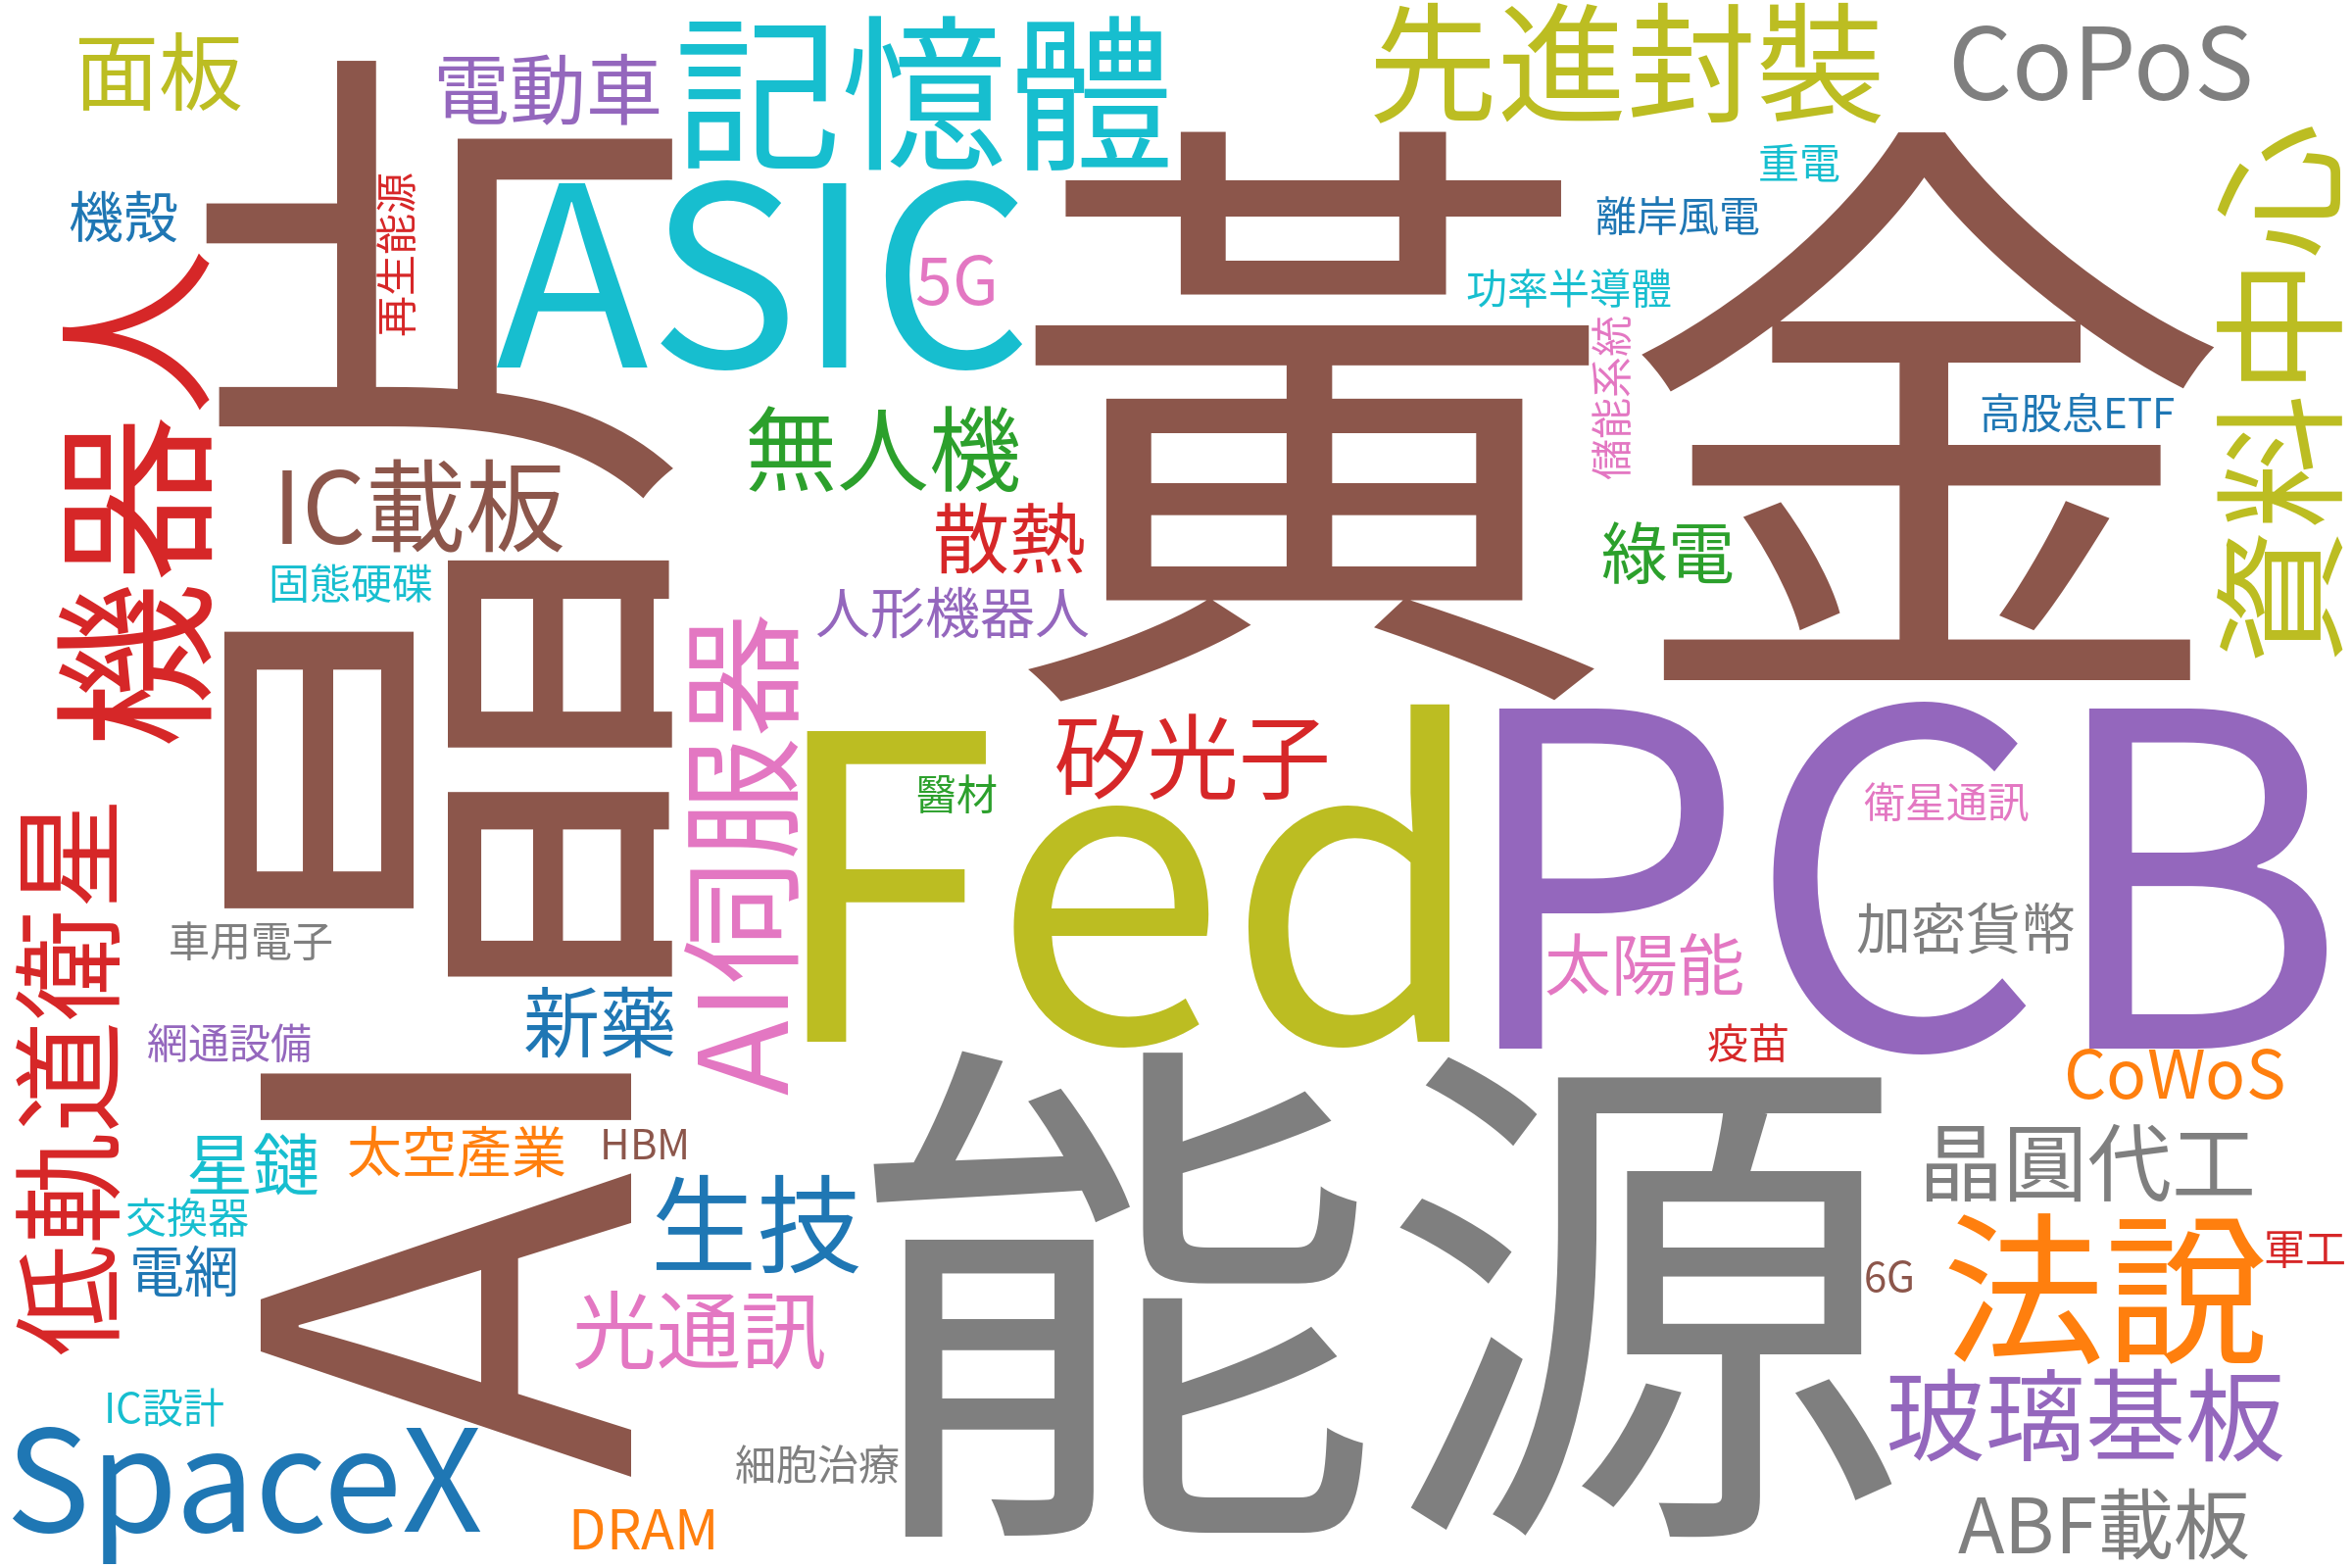 面板
電動車
記憶體
先進封裝
CoPoS
機殼
再生能源
ASIC
5G
黃金
重電
離岸風電
功率半導體
儲能系統
高股息ETF
資料中心
機器人
晶片
IC載板
固態硬碟
無人機
散熱
人形機器人
綠電
AI伺服器
Fed
矽光子
醫材
PCB
衛星通訊
加密貨幣
太陽能
疫苗
CoWoS
低軌道衛星
車用電子
網通設備
新藥
AI
星鏈
太空產業
HBM
交換器
電網
生技
光通訊
能源
晶圓代工
6G
法說
軍工
玻璃基板
IC設計
SpaceX
細胞治療
DRAM
ABF載板